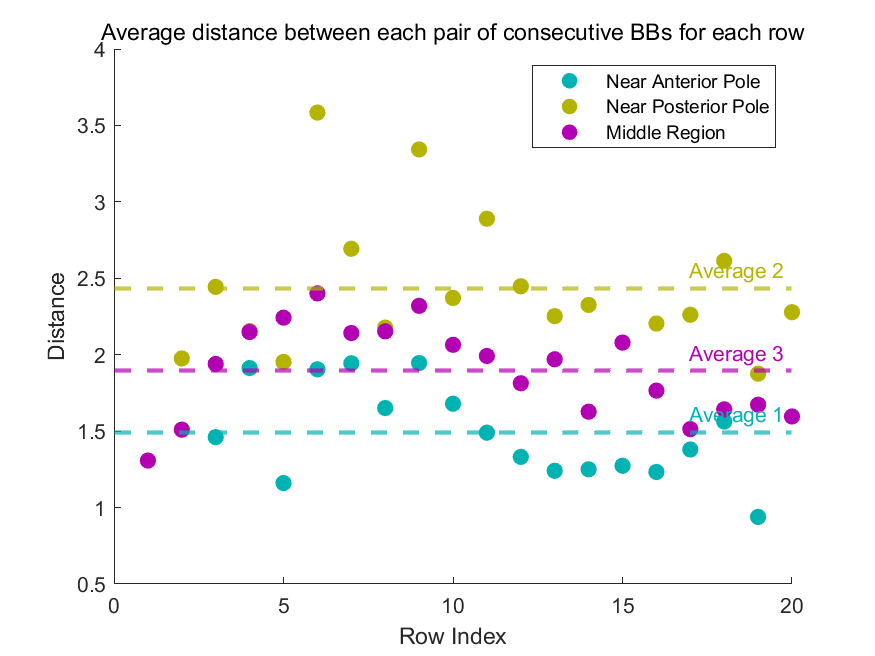 Average distance between each pair of consecutive BBs for each row
4
3.5
3
2.5
2
1.5
1
0.5
Distance
Near Anterior Pole
Near Posterior Pole
Middle Region
Average 2
Average 3
Average 1
0
5
10
15
20
Row Index